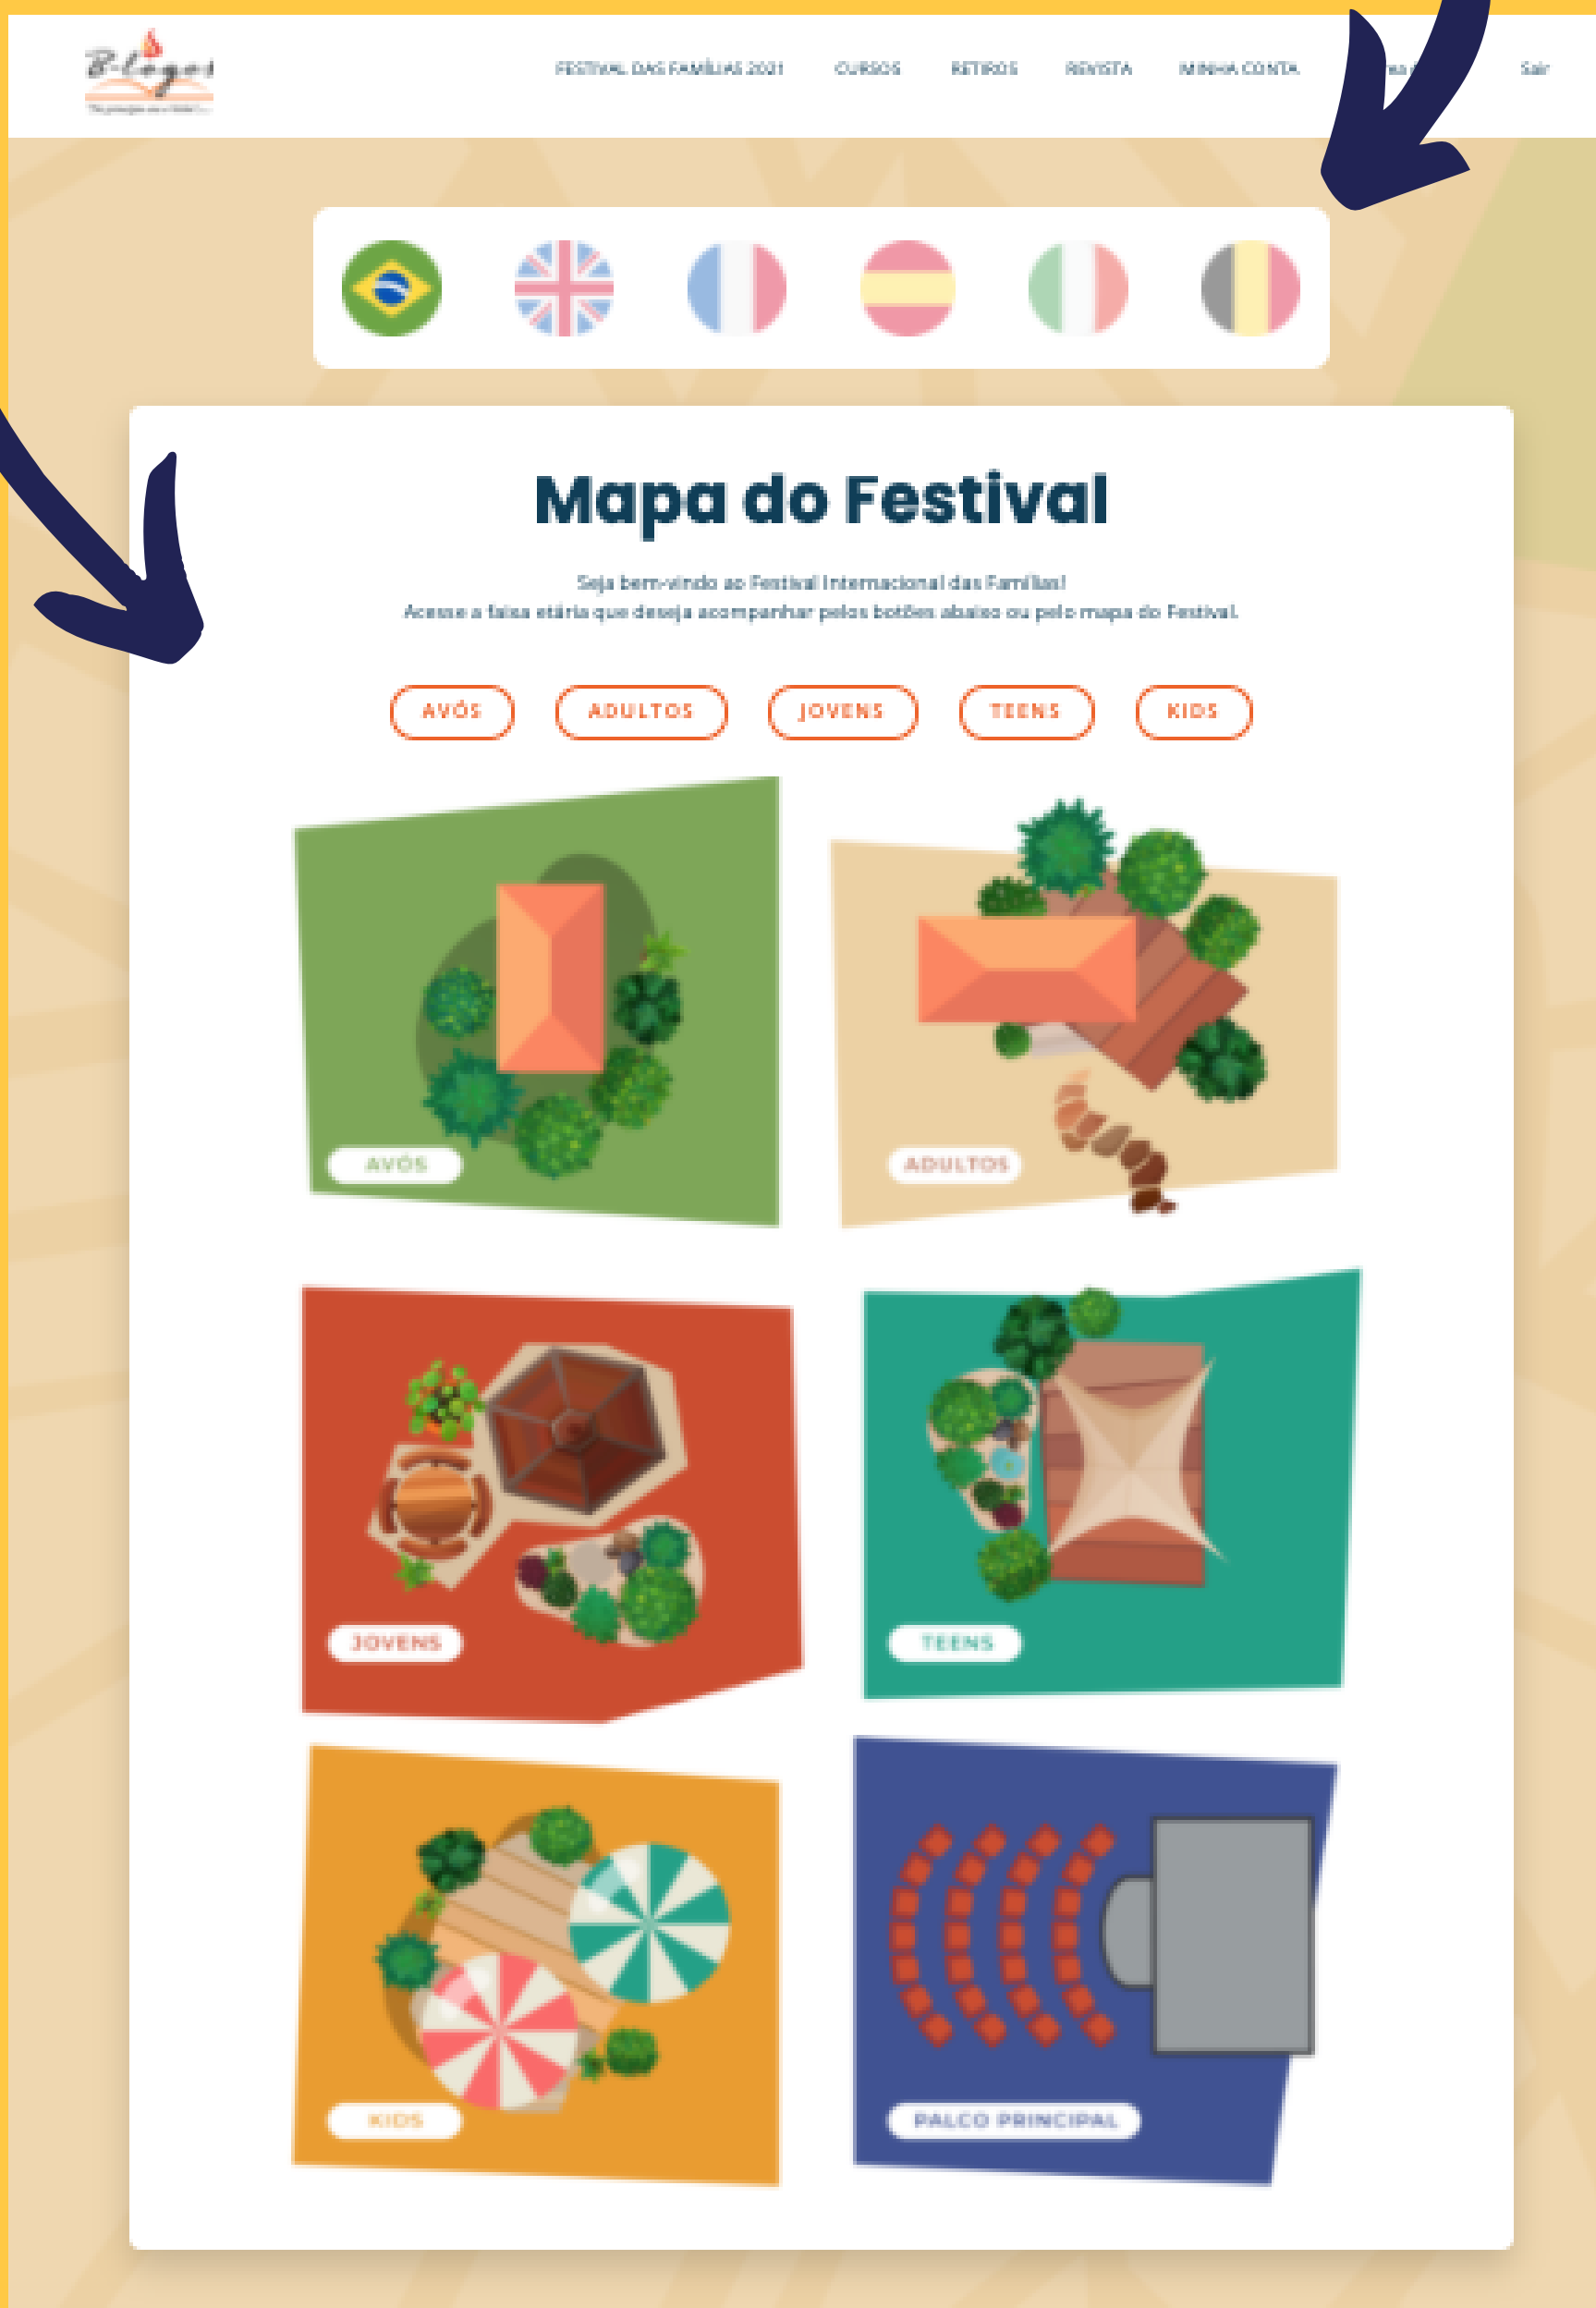 B-logos
FESTIVAL DAS FAMÍLIAS 2021 CURSOS RETIROS REVISTA MINHA CONTA Sair
Mapa do Festival
Seja bem-vindo ao Festival Internacional das Famílias!
Acesse a faixa etária que deseja acompanhar pelos botões abaixo ou pelo mapa do Festival.
AVÓS ADULTOS JOVENS TEENS KIDS
AVÓS ADULTOS
JOVENS TEENS
KIDS PALCO PRINCIPAL